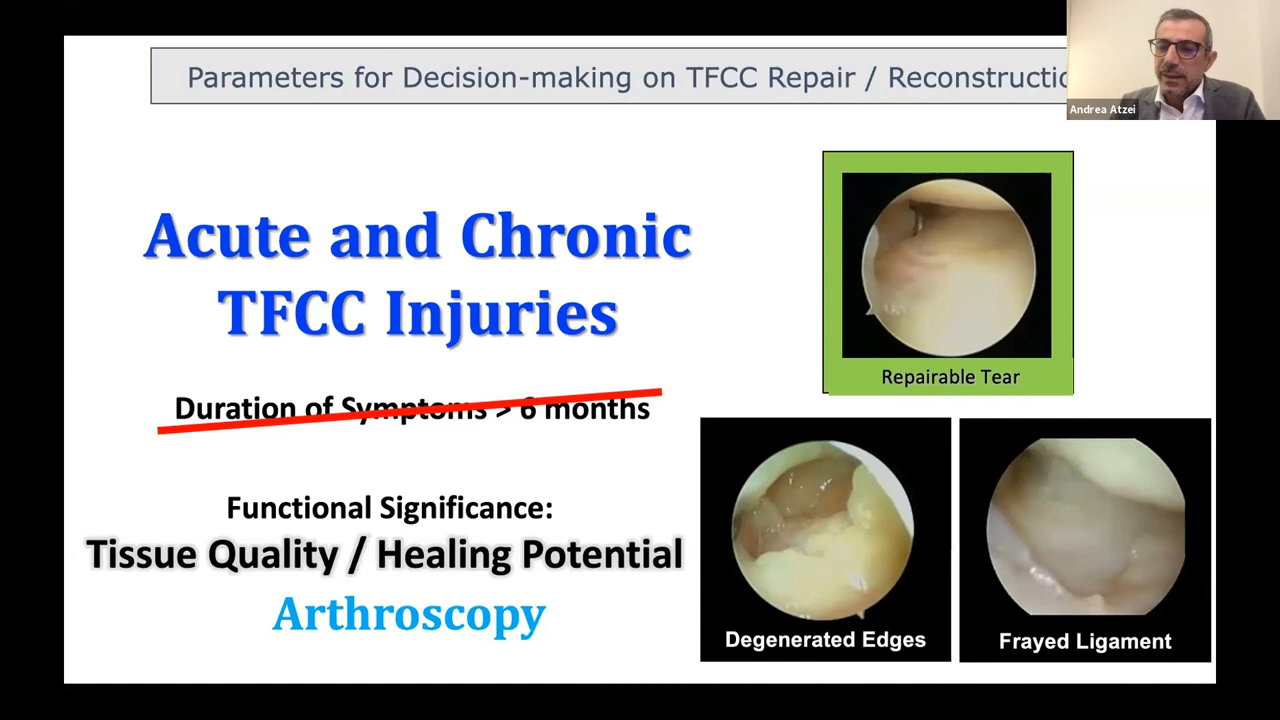 Parameters for Decision-making on TFCC Repair / Reconstructio
Andrea Atzei
Acute and Chronic
TFCC Injuries
Duration of Symptoms > 6 months
Functional Significance:
Tissue Quality / Healing Potential
Arthroscopy
Repairable Tear
Degenerated Edges
Frayed Ligament